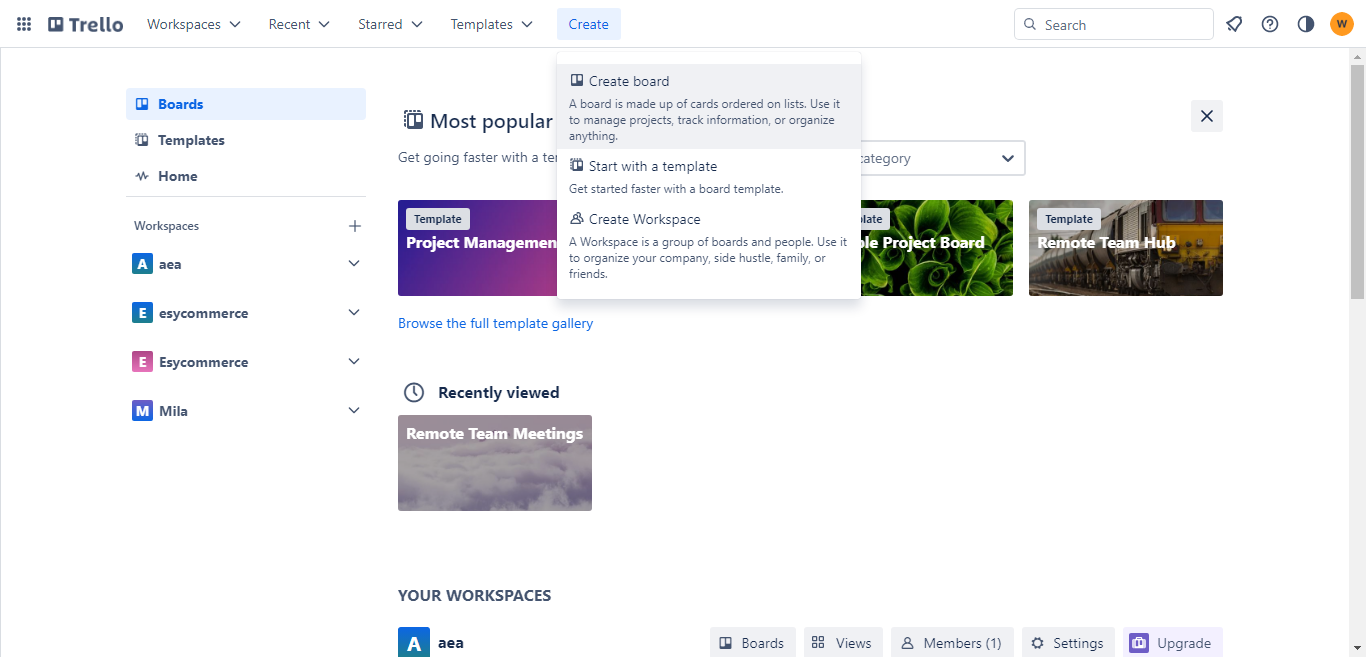 Trello
Workspaces
Recent
Starred
Templates
Create
Search
W
Boards
Templates
Home
Workspaces
A aea
E esycommerce
E Esycommerce
M Mila
Create board
A board is made up of cards ordered on lists. Use it
to manage projects, track information, or organize
anything.
Start with a template
Get started faster with a board template.
Create Workspace
A Workspace is a group of boards and people. Use it
to organize your company, side hustle, family, or
friends.
Most popular
Get going faster with a
Template
Project
Project Board
Template
Remote Team Hub
Browse the full template gallery
Recently viewed
Remote Team Meetings
YOUR WORKSPACES
A aea
Boards
Views
Members (1)
Settings
Upgrade